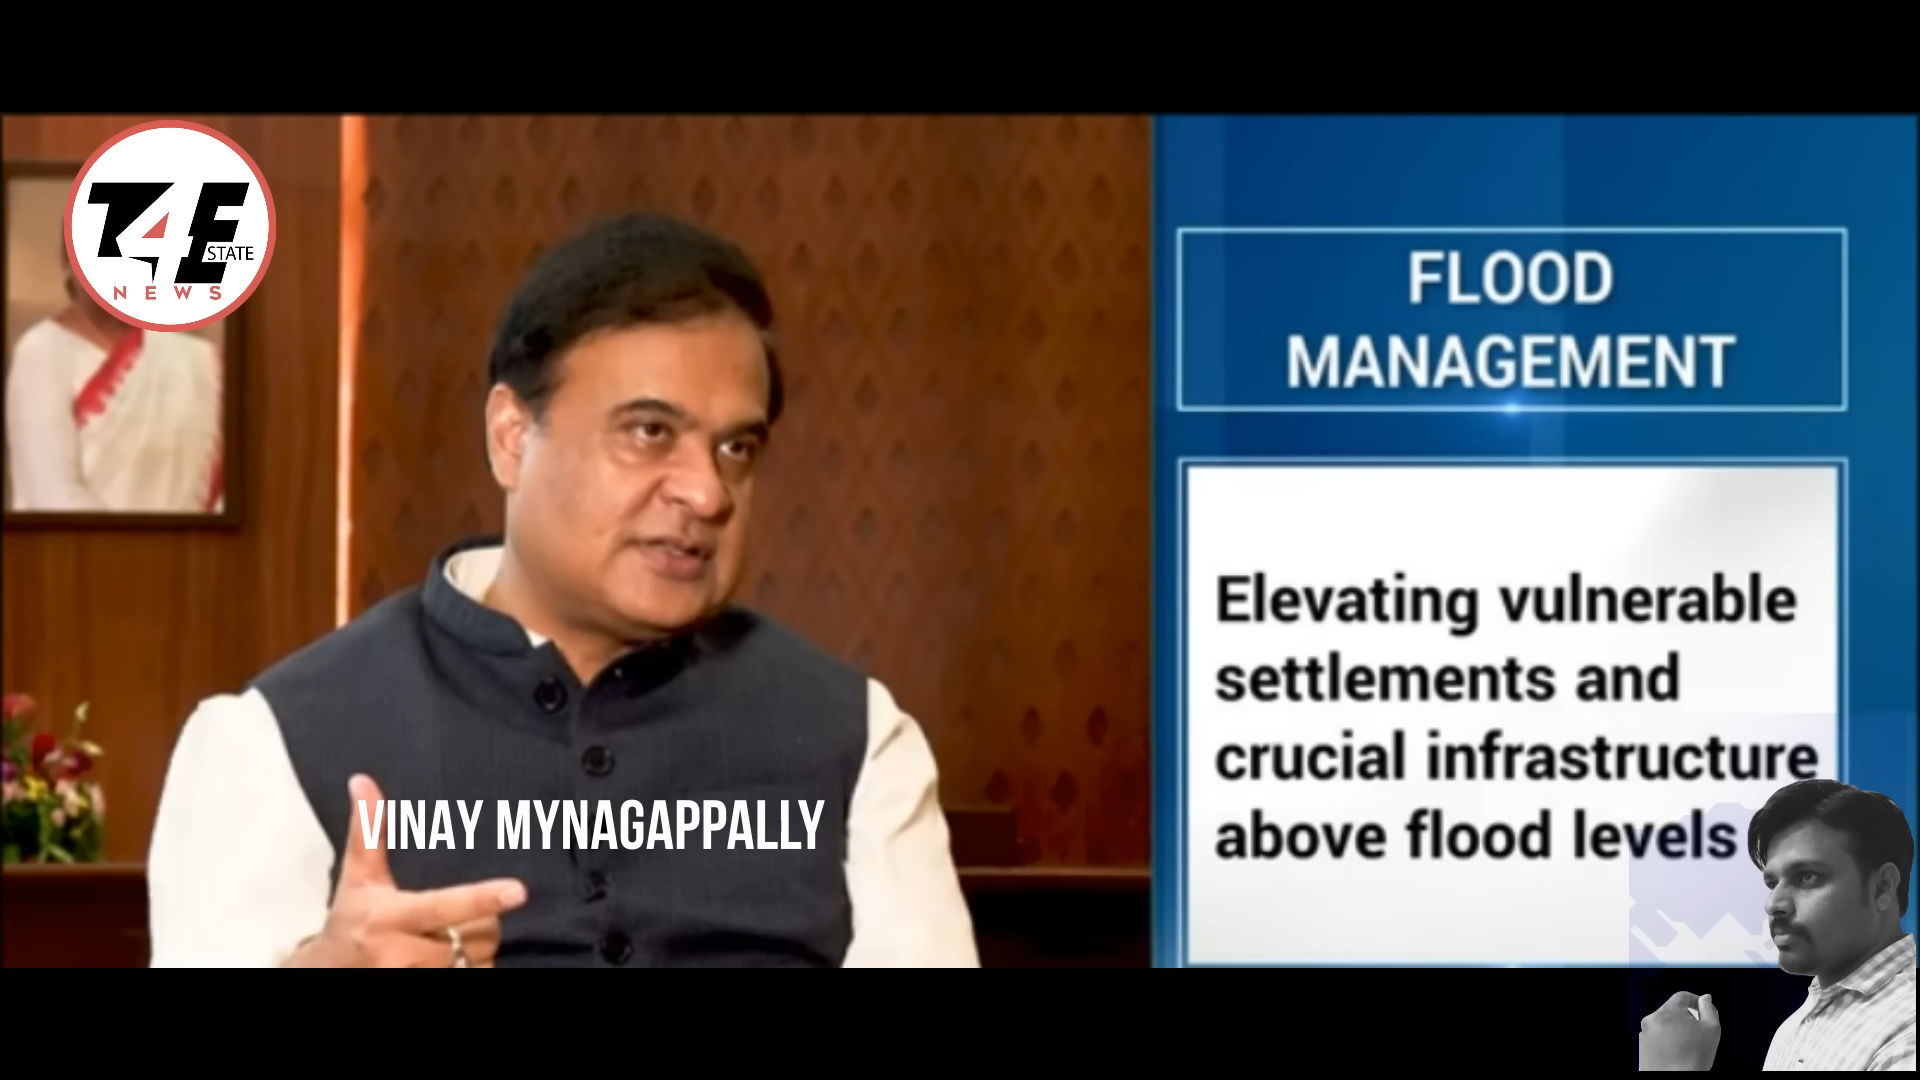 T4E
STATE
NEWS
FLOOD
MANAGEMENT
Elevating vulnerable
settlements and
crucial infrastructure
above flood levels
VINAY MYNAGAPPALLY